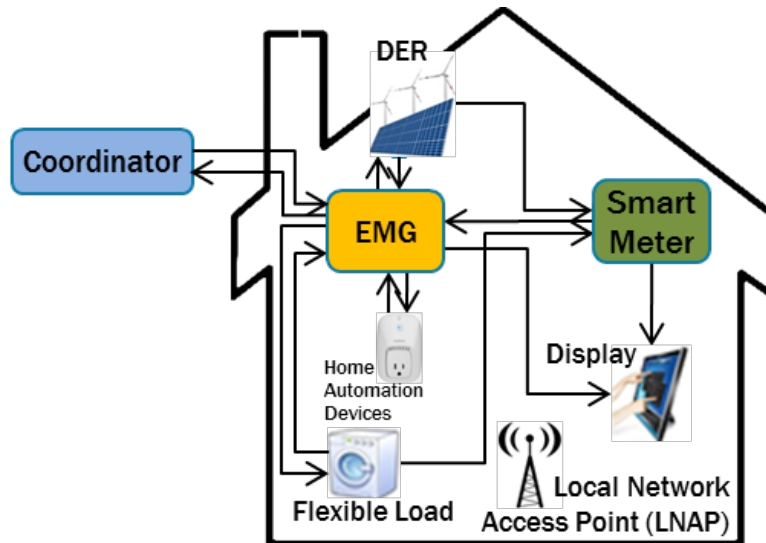 DER
Coordinator
EMG
Smart
Meter
Display
Home
Automation
Devices
Flexible Load
Local Network
Access Point (LNAP)